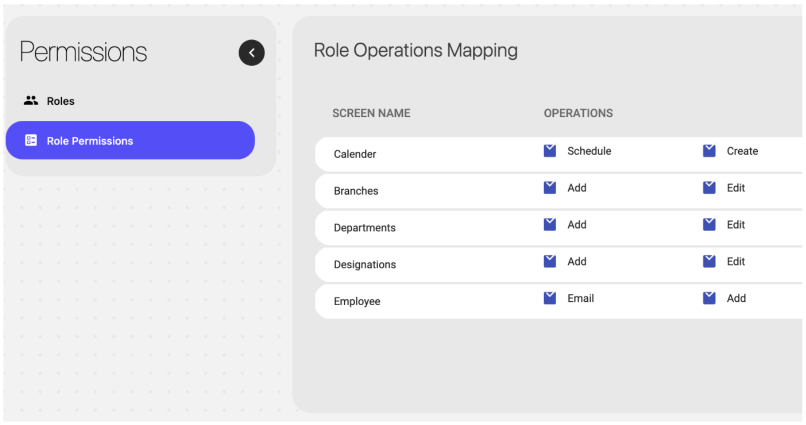 Permissions
Roles
Role Permissions
Role Operations Mapping
SCREEN NAME OPERATIONS
Calender Schedule Create
Branches Add Edit
Departments Add Edit
Designations Add Edit
Employee Email Add